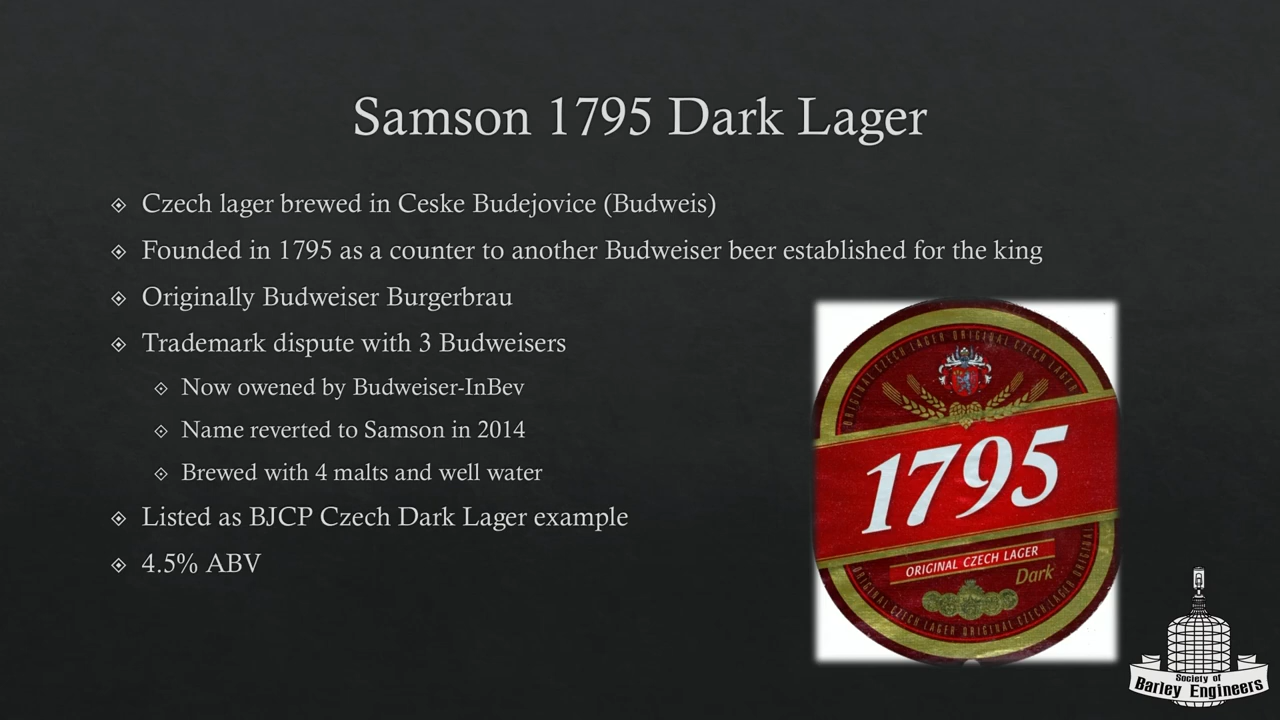 Samson 1795 Dark Lager
Czech lager brewed in Ceske Budejovice (Budweis)
Founded in 1795 as a counter to another Budweiser beer established for the king
Originally Budweiser Burgerbrau
Trademark dispute with 3 Budweisers
Now owened by Budweiser-InBev
Name reverted to Samson in 2014
Brewed with 4 malts and well water
Listed as BJCP Czech Dark Lager example
4.5% ABV
ORIGINAL CZECH LAGER ORIGINAL CZECH LAGER
1795
ORIGINAL CZECH LAGER
Dark
ORIGINAL CZECH LAGER ORIGINAL CZECH LAGER ORIGINAL
Society of
Barley Engineers